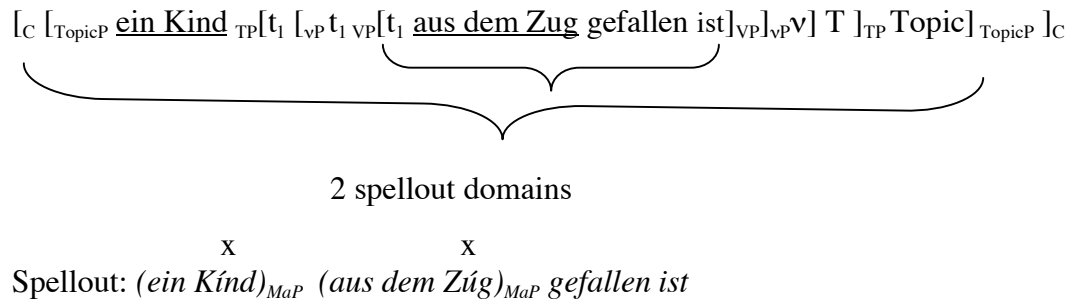 [C [TopicP ein Kind TP[t1 [vP t1 VP[t1 aus dem Zug gefallen ist]VP]vPv] T ]TP Topic] TopicP ]C
2 spellout domains
x x
Spellout: (ein Kínd)MaP (aus dem Zúg)MaP gefallen ist